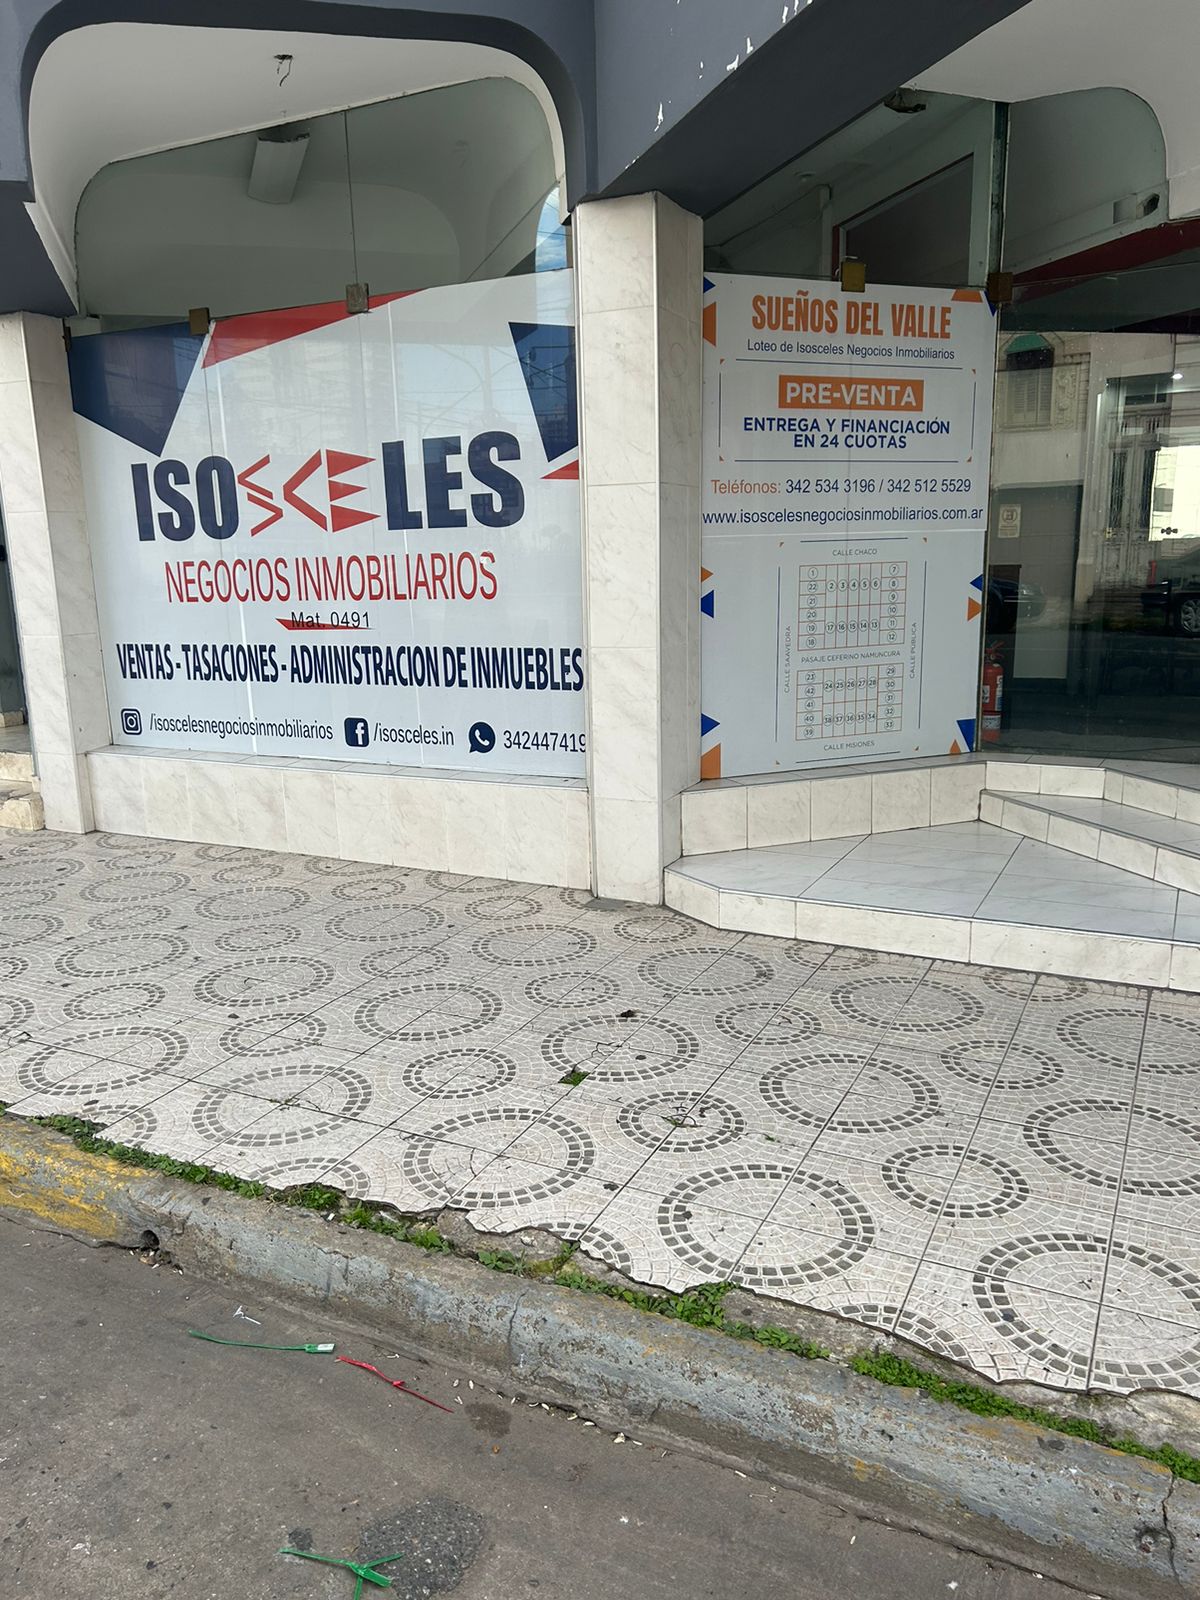 ISOSCELES
NEGOCIOS INMOBILIARIOS
Mat. 0491
VENTAS - TASACIONES - ADMINISTRACION DE INMUEBLES
/isoscelesnegociosinmobiliarios /isosceles.in 342447419
SUEÑOS DEL VALLE
Loteo de Isosceles Negocios Inmobiliarios
PRE-VENTA
ENTREGA Y FINANCIACIÓN
EN 24 CUOTAS
Teléfonos: 342 534 3196 / 342 512 5529
www.isoscelesnegociosinmobiliarios.com.ar
CALLE CHACO
1 7
22 2 3 4 5 6 8
21 9
20 10
19 17 16 15 14 13 11
18 12
CALLE SAAVEDRA
CALLE PUBLICA
PASAJE CEFERINO NAMUNCURA
23 29
42 24 25 26 27 28 30
41 31
40 38 37 36 35 34 32
39 33
CALLE MISIONES